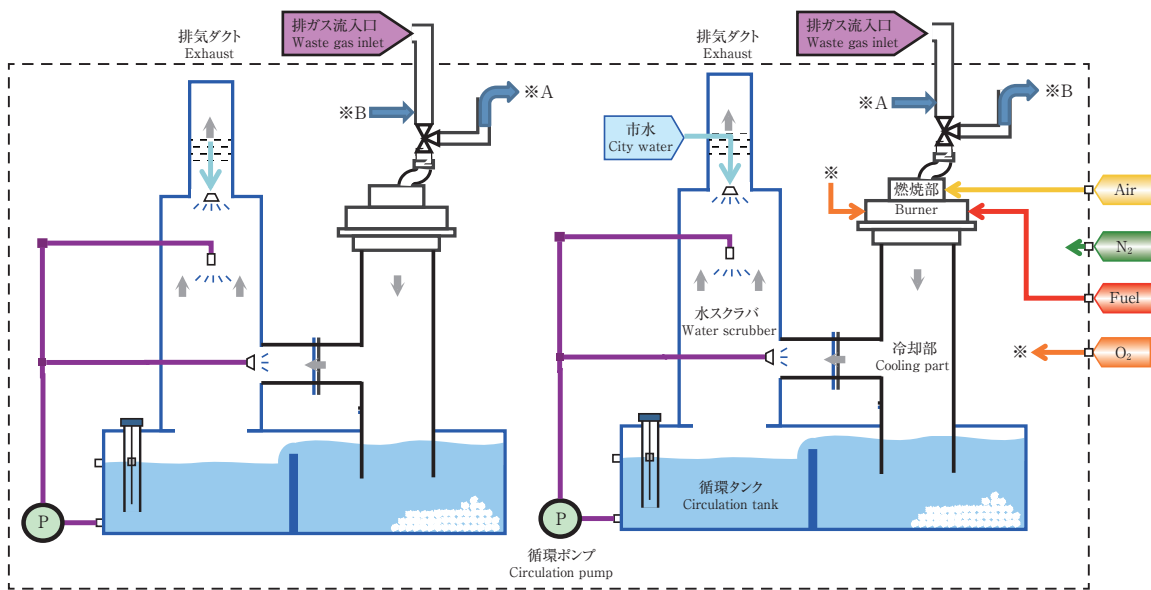 排ガス流入口
Waste gas inlet
排気ダクト
Exhaust
※A
※B
P
排ガス流入口
Waste gas inlet
排気ダクト
Exhaust
※B
※A
市水
City water
※
燃焼部
Burner
Air
N₂
Fuel
水スクラバ
Water scrubber
冷却部
Cooling part
※
O₂
循環タンク
Circulation tank
P
循環ポンプ
Circulation pump